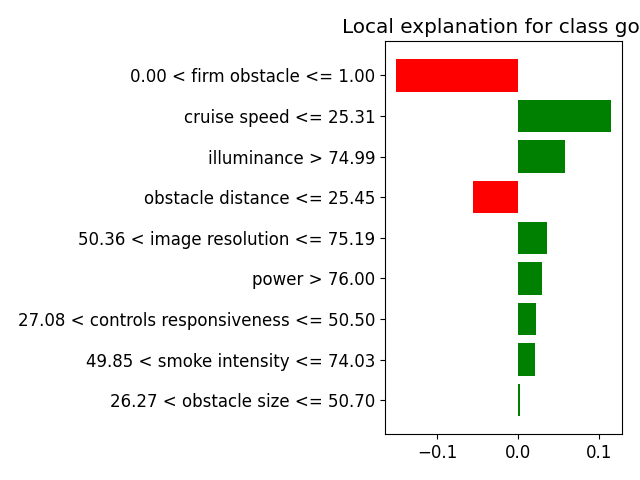 Local explanation for class go
0.00 < firm obstacle <= 1.00
cruise speed <= 25.31
illuminance > 74.99
obstacle distance <= 25.45
50.36 < image resolution <= 75.19
power > 76.00
27.08 < controls responsiveness <= 50.50
49.85 < smoke intensity <= 74.03
26.27 < obstacle size <= 50.70
−0.1 0.0 0.1